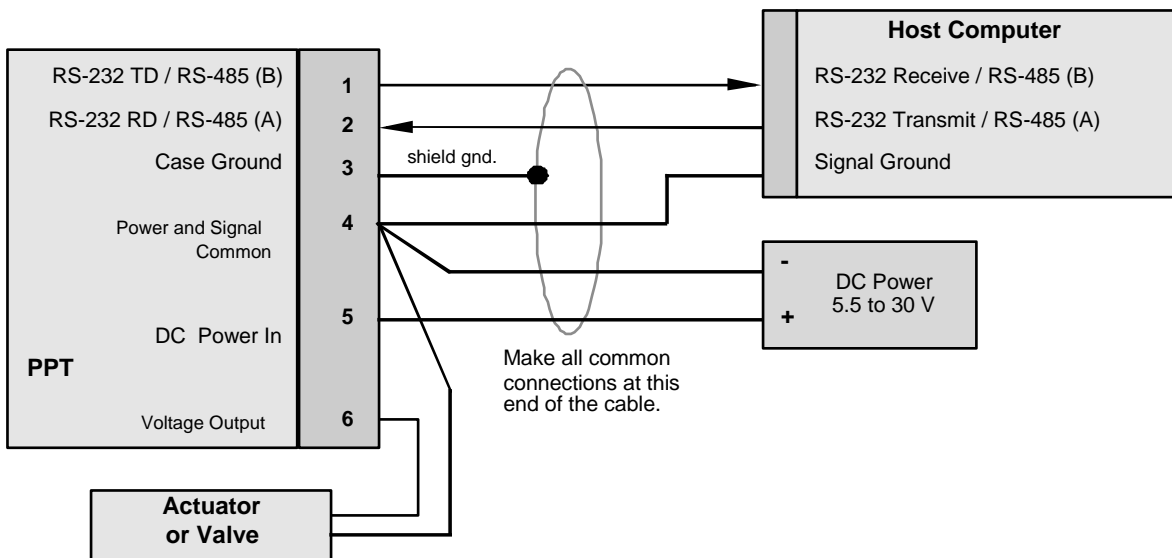 RS-232 TD / RS-485 (B)
RS-232 RD / RS-485 (A)
Case Ground
Power and Signal
Common
DC Power In
PPT
Voltage Output
1
2
3
4
5
6
shield gnd.
Make all common
connections at this
end of the cable.
Host Computer
RS-232 Receive / RS-485 (B)
RS-232 Transmit / RS-485 (A)
Signal Ground
-
+
DC Power
5.5 to 30 V
Actuator
or Valve